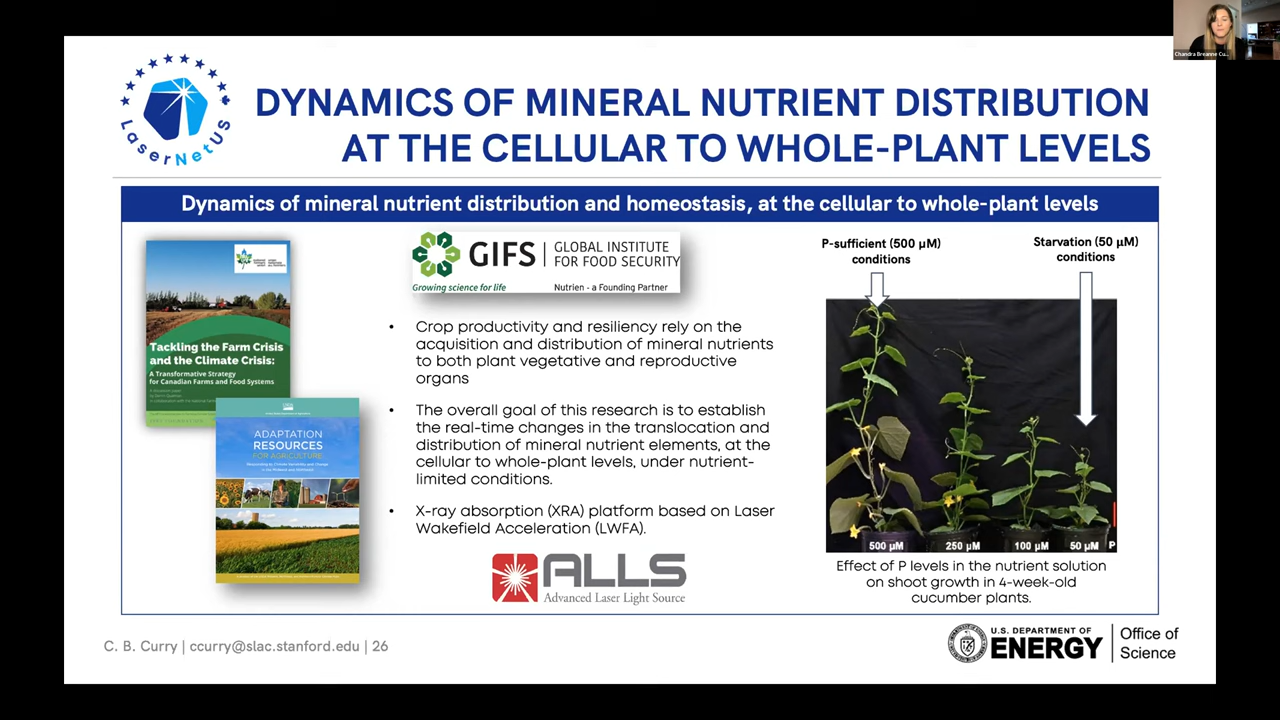 Chandra Breanne Cu...
LaserNetUS
DYNAMICS OF MINERAL NUTRIENT DISTRIBUTION
AT THE CELLULAR TO WHOLE-PLANT LEVELS
Dynamics of mineral nutrient distribution and homeostasis, at the cellular to whole-plant levels
Tackling the Farm Crisis
and the Climate Crisis:
A Transformative Strategy
for Canadian Farms and Food Systems
ADAPTATION
RESOURCES
FOR AGRICULTURE
GIFS
GLOBAL INSTITUTE
FOR FOOD SECURITY
Growing science for life
Nutrien - a Founding Partner
• Crop productivity and resiliency rely on the
acquisition and distribution of mineral nutrients
to both plant vegetative and reproductive
organs
• The overall goal of this research is to establish
the real-time changes in the translocation and
distribution of mineral nutrient elements, at the
cellular to whole-plant levels, under nutrient-
limited conditions.
• X-ray absorption (XRA) platform based on Laser
Wakefield Acceleration (LWFA).
ALLS
Advanced Laser Light Source
P-sufficient (500 µM)
conditions
Starvation (50 µM)
conditions
500 µM
250 µM
100 µM
50 µM
P
Effect of P levels in the nutrient solution
on shoot growth in 4-week-old
cucumber plants.
C. B. Curry | ccurry@slac.stanford.edu | 26
U.S. DEPARTMENT OF
ENERGY
Office of
Science